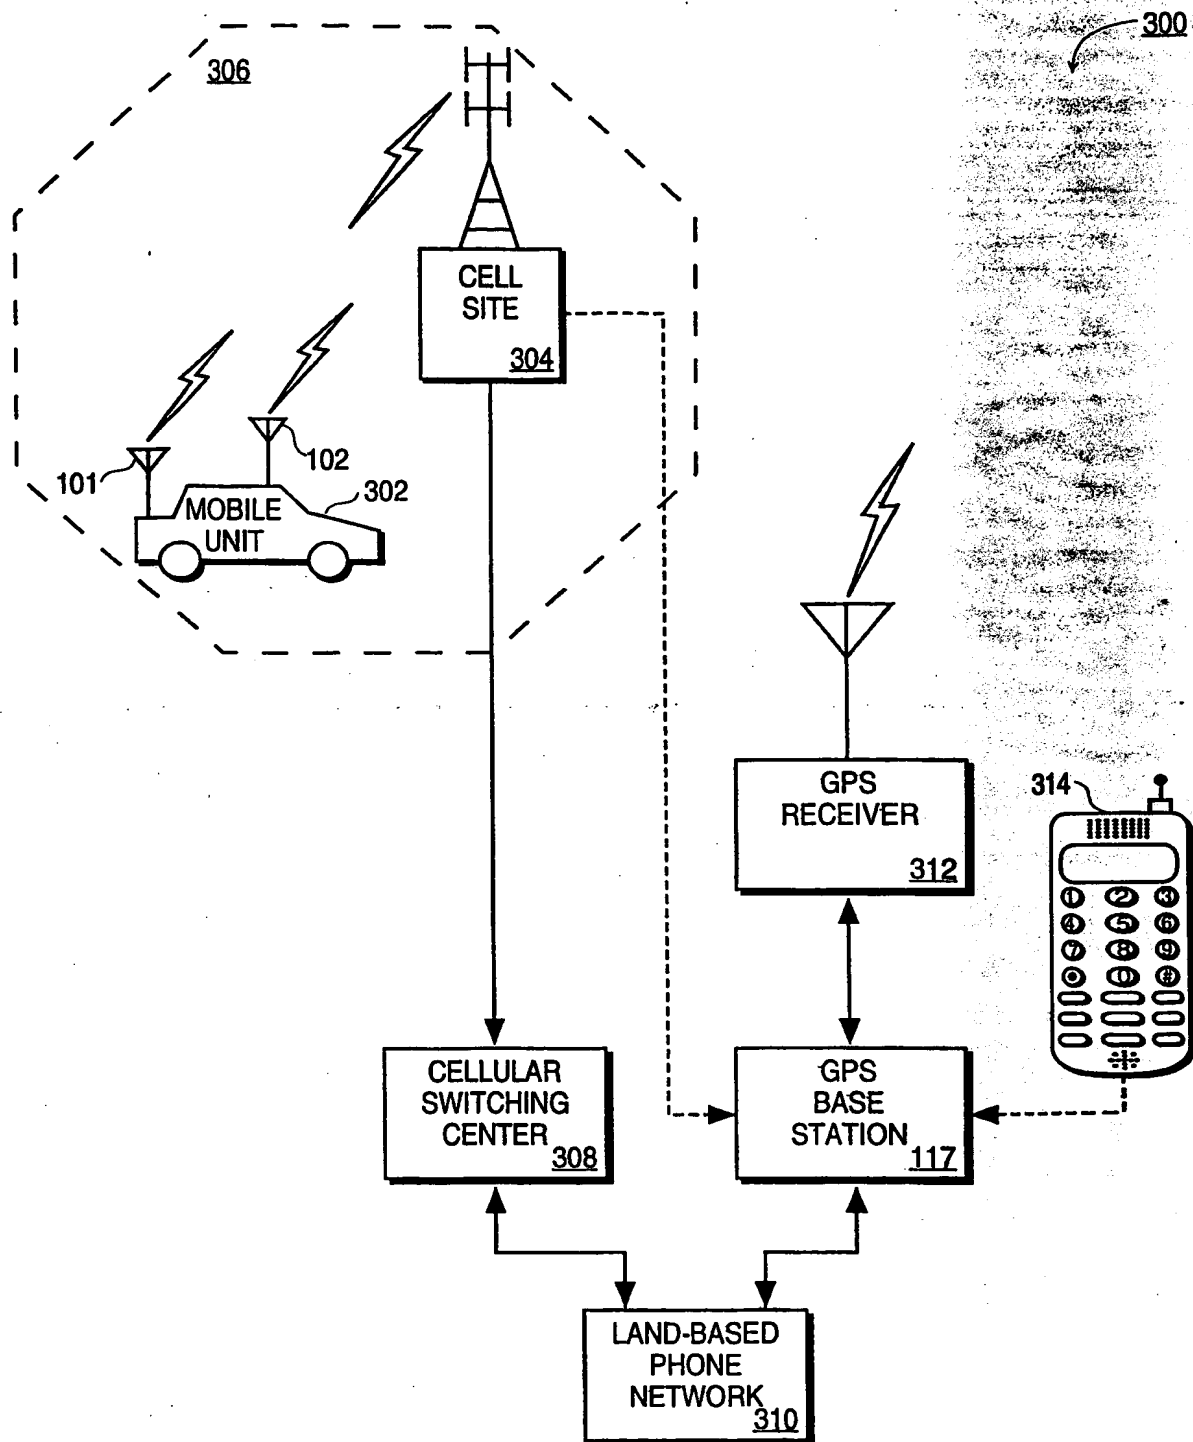 300
306
CELL
SITE
304
101
102
302
MOBILE
UNIT
GPS
RECEIVER
312
314
1 2 3
4 5 6
7 8 9
0 #
CELLULAR
SWITCHING
CENTER
308
GPS
BASE
STATION
117
LAND-BASED
PHONE
NETWORK
310